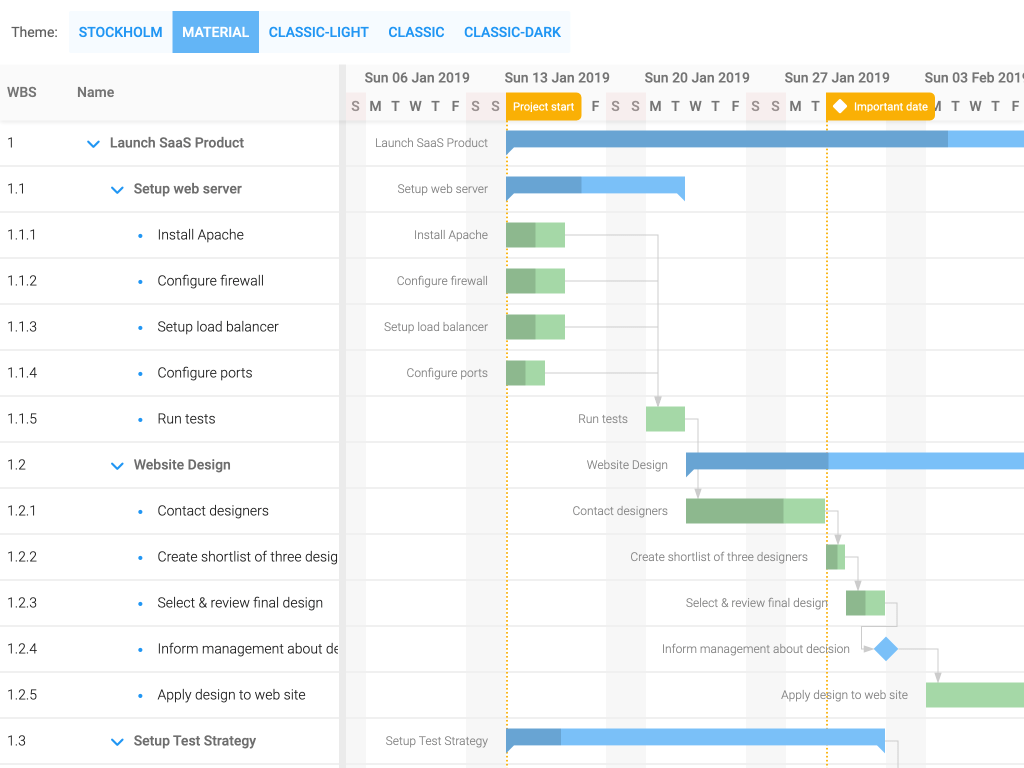 Theme: STOCKHOLM MATERIAL CLASSIC-LIGHT CLASSIC CLASSIC-DARK
WBS Name Sun 06 Jan 2019 Sun 13 Jan 2019 Sun 20 Jan 2019 Sun 27 Jan 2019 Sun 03 Feb 2019
S M T W T F S S Project start F S S M T W T F S S M T Important date M T W T F
1 Launch SaaS Product Launch SaaS Product
1.1 Setup web server Setup web server
1.1.1 Install Apache Install Apache
1.1.2 Configure firewall Configure firewall
1.1.3 Setup load balancer Setup load balancer
1.1.4 Configure ports Configure ports
1.1.5 Run tests Run tests
1.2 Website Design Website Design
1.2.1 Contact designers Contact designers
1.2.2 Create shortlist of three desig Create shortlist of three designers
1.2.3 Select & review final design Select & review final design
1.2.4 Inform management about de Inform management about decision
1.2.5 Apply design to web site Apply design to web site
1.3 Setup Test Strategy Setup Test Strategy